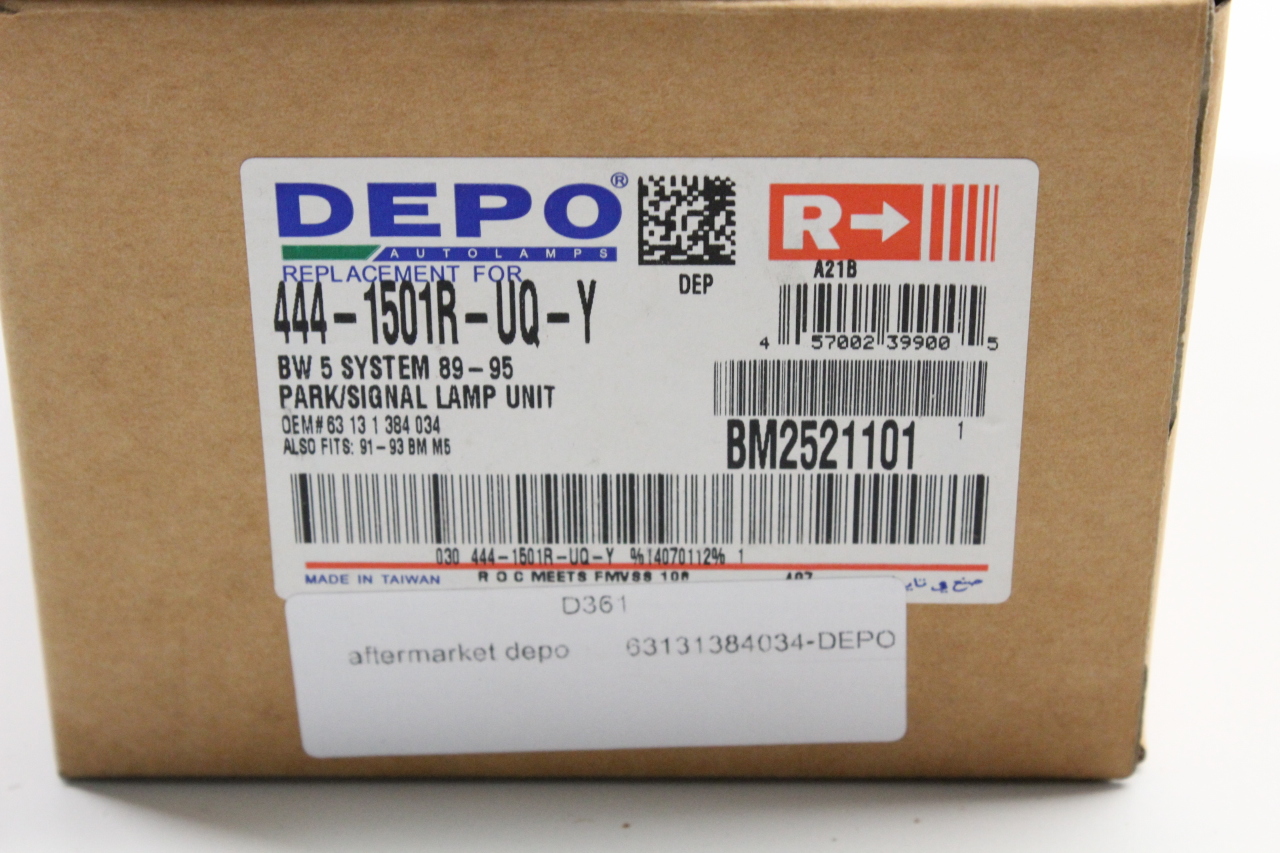 DEPO®
AUTOLAMPS
REPLACEMENT FOR
444-1501R-UQ-Y
BW 5 SYSTEM 89-95
PARK/SIGNAL LAMP UNIT
OEM# 63 13 1 384 034
ALSO FITS: 91-93 BM M5
DEP
R→
A21B
4 57002 39900 5
BM2521101 1
030 444-1501R-UQ-Y %14070112% 1
MADE IN TAIWAN R O C MEETS FMVSS 108
D361
aftermarket depo 63131384034-DEPO